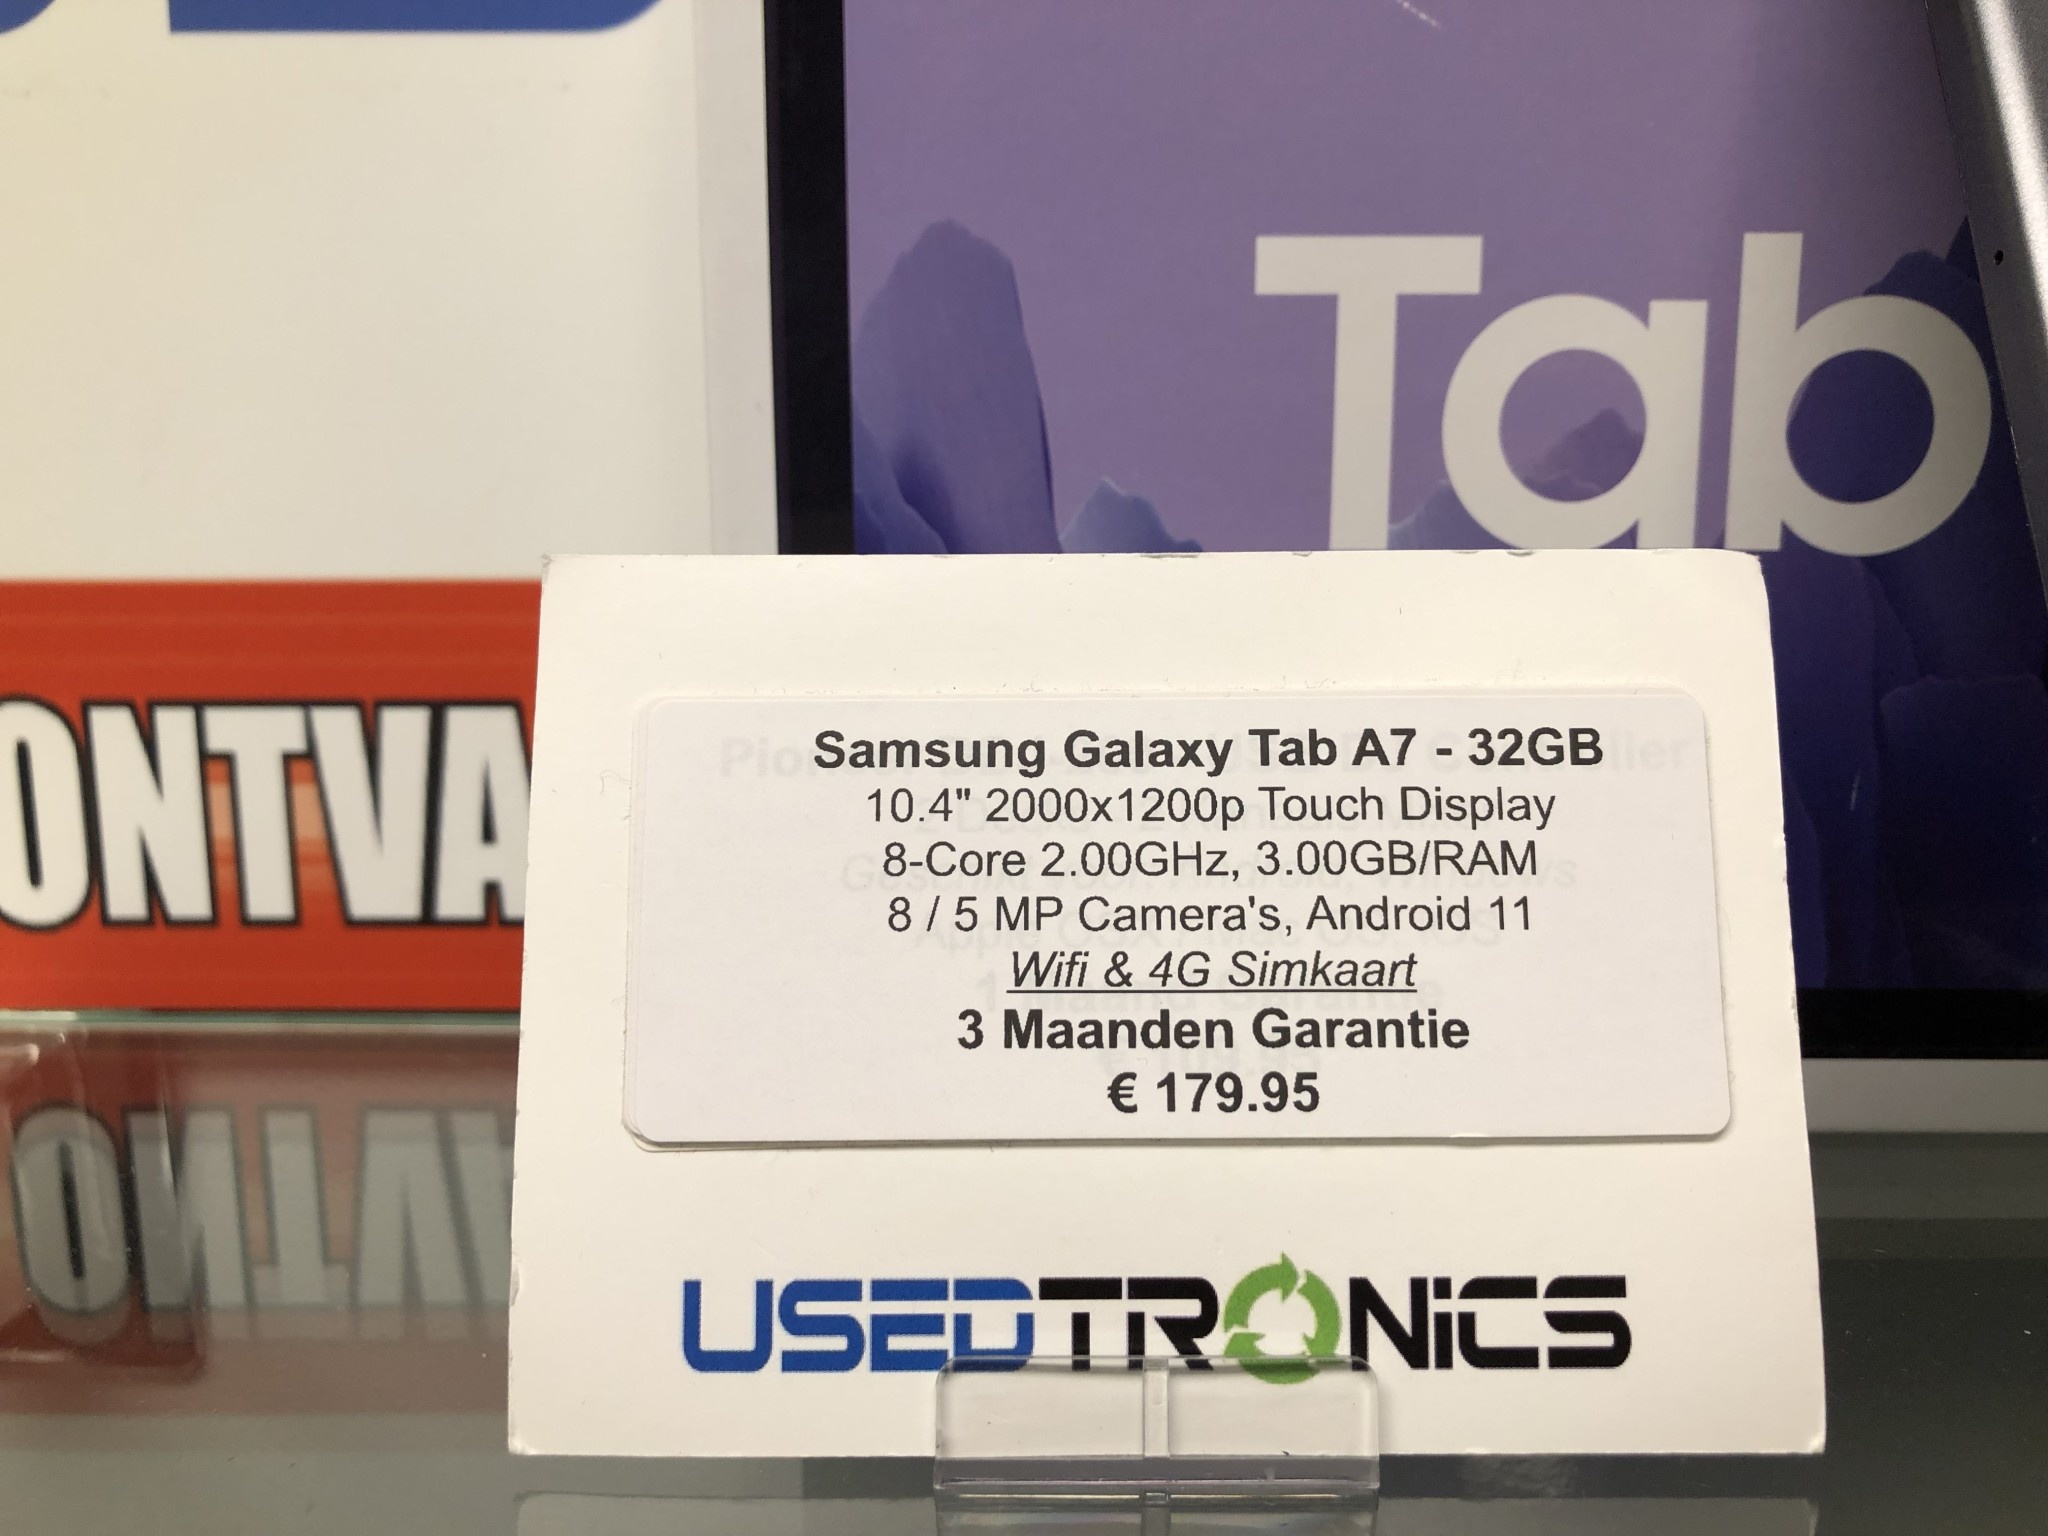 Tab
ONTVA
Samsung Galaxy Tab A7 - 32GB
10.4" 2000x1200p Touch Display
8-Core 2.00GHz, 3.00GB/RAM
8 / 5 MP Camera's, Android 11
Wifi & 4G Simkaart
3 Maanden Garantie
€ 179.95
USEDTRONiCS